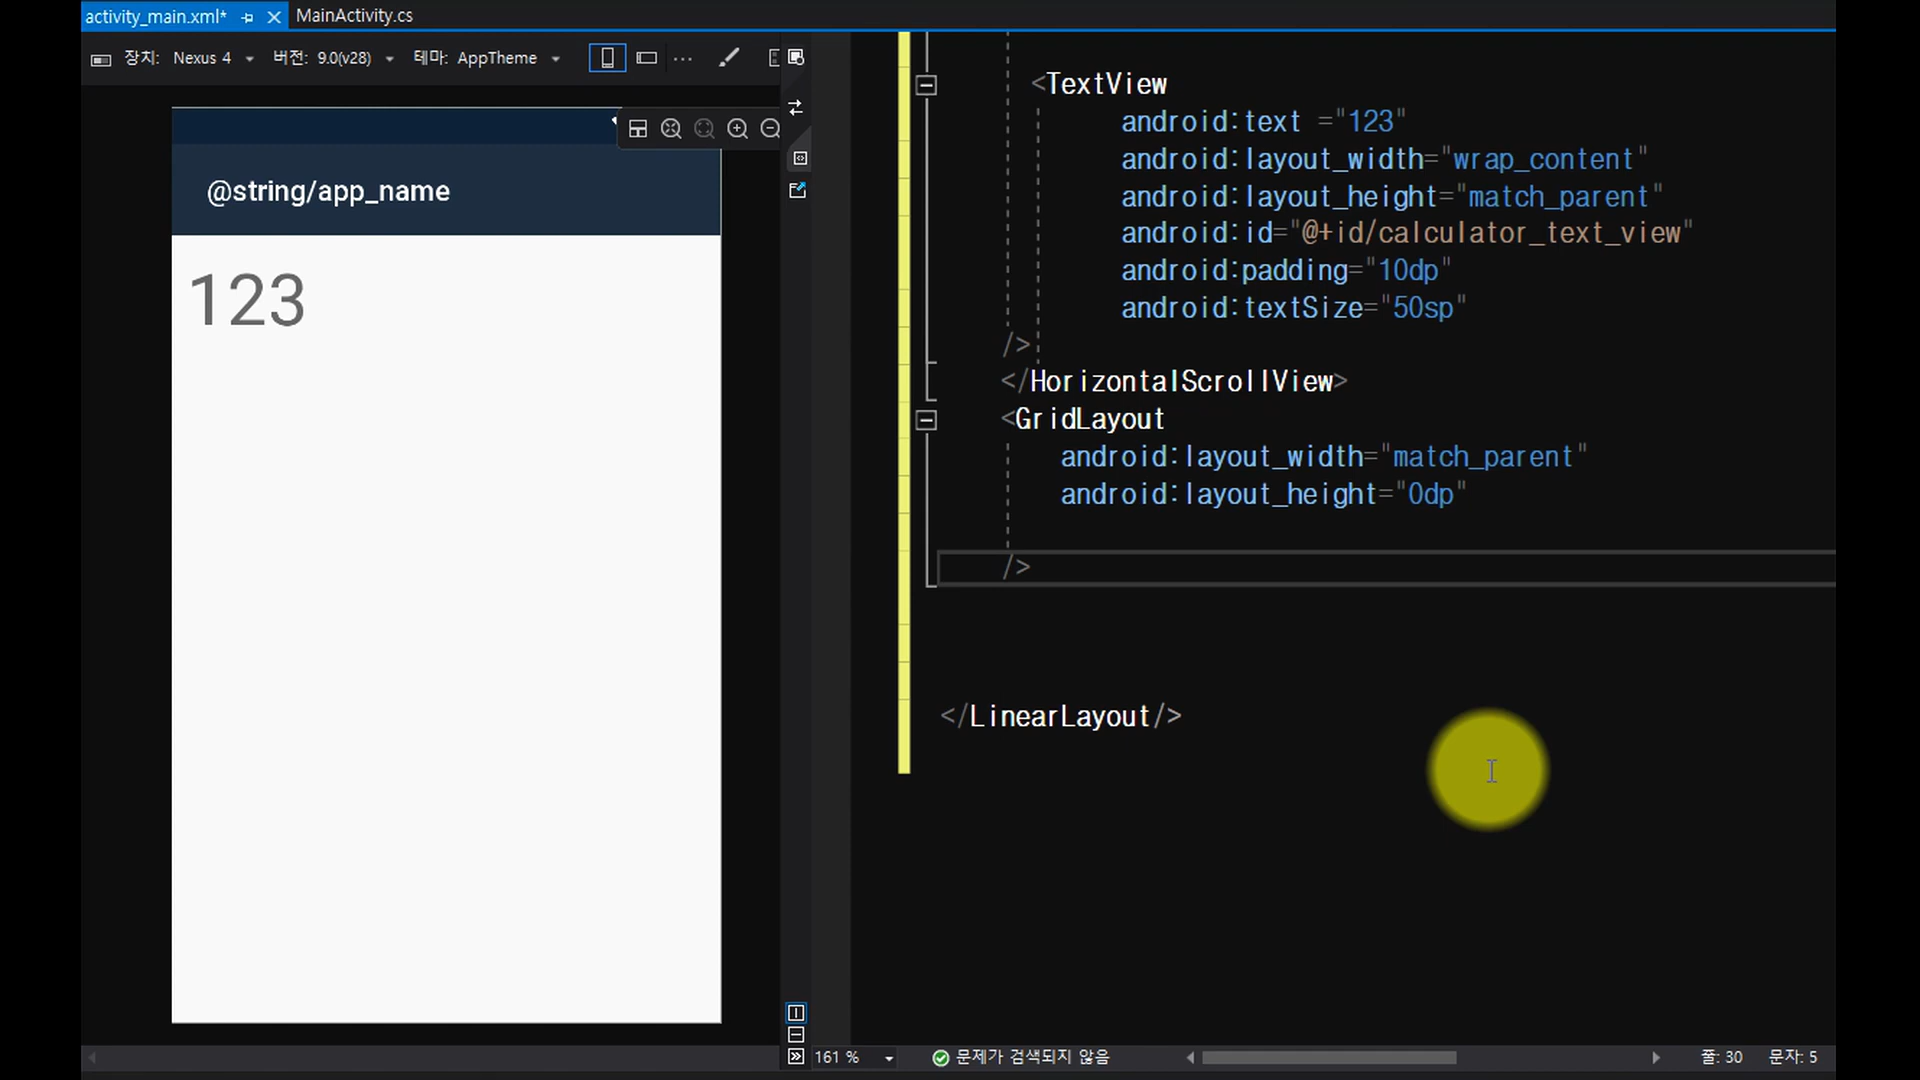 activity_main.xml*
MainActivity.cs
장치: Nexus 4 버전: 9.0(v28) 테마: AppTheme
@string/app_name
123
<TextView
android:text ="123"
android:layout_width="wrap_content"
android:layout_height="match_parent"
android:id="@+id/calculator_text_view"
android:padding="10dp"
android:textSize="50sp"
/>
</HorizontalScrollView>
<GridLayout
android:layout_width="match_parent"
android:layout_height="0dp"
/>
</LinearLayout/>
161 %
문제가 검색되지 않음
줄: 30
문자: 5